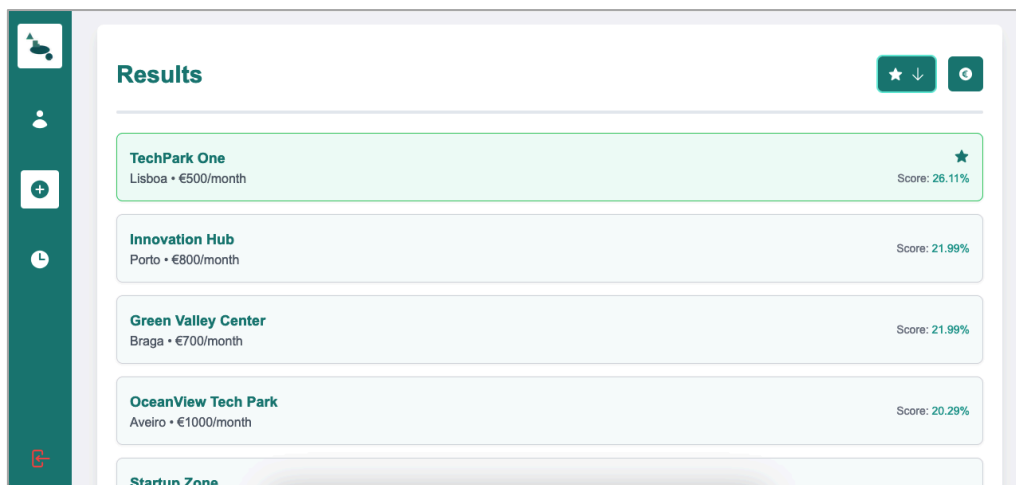 Results
TechPark One
Lisboa • €500/month
Score: 26.11%
Innovation Hub
Porto • €800/month
Score: 21.99%
Green Valley Center
Braga • €700/month
Score: 21.99%
OceanView Tech Park
Aveiro • €1000/month
Score: 20.29%
Startup Zone